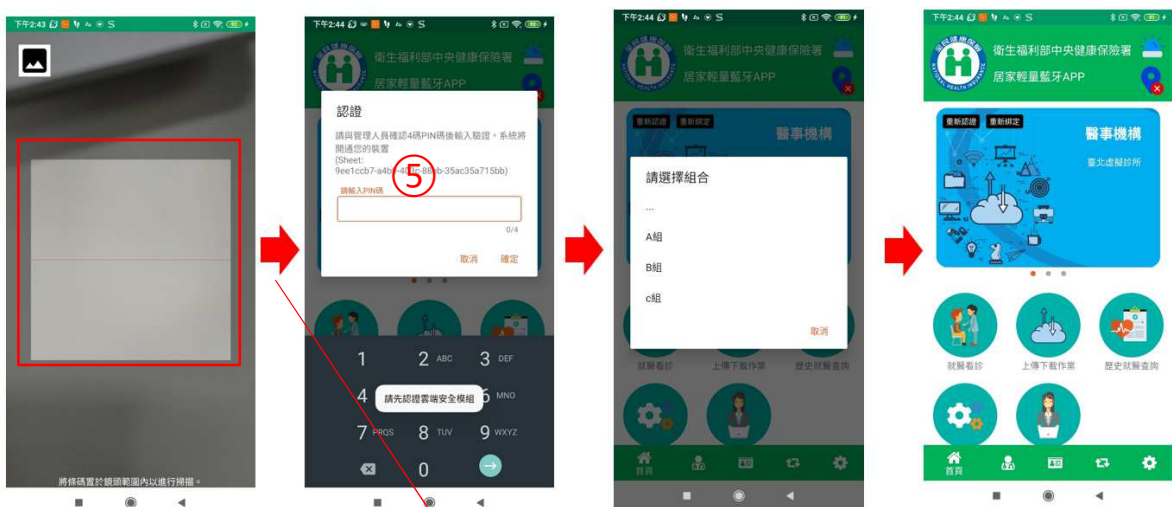 下午2:43
將條碼置於鏡頭範圍內以進行掃描。
下午2:44
衛生福利部中央健康保險署
居家輕量藍牙APP
認證
請與管理人員確認4碼PIN碼後輸入驗證，系統將
開通您的裝置
(Sheet:
⑤
請輸入PIN碼
0/4
取消 確定
1 2 ABC 3 DEF
4 請先認證雲端安全模組 6 MNO
7 PRQS 8 TUV 9 WXYZ
0
下午2:44
衛生福利部中央健康保險署
居家輕量藍牙APP
重新認證 重新綁定
醫事機構
請選擇組合
...
A組
B組
c組
取消
就醫看診 上傳下載作業 歷史就醫查詢
首頁
下午2:44
衛生福利部中央健康保險署
居家輕量藍牙APP
重新認證 重新綁定
醫事機構
臺北虛擬診所
就醫看診 上傳下載作業 歷史就醫查詢
首頁